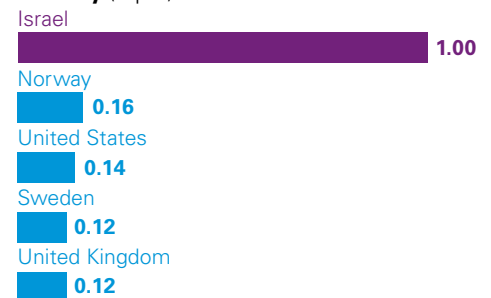 Israel
1.00
Norway
0.16
United States
0.14
Sweden
0.12
United Kingdom
0.12